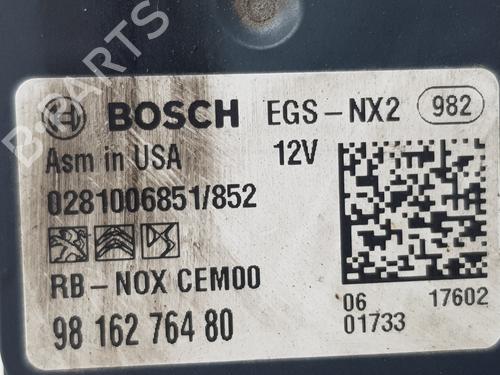 B-PARTS
BOSCH EGS-NX2 982
Asm in USA 12V
0281006851/852
RB-NOX CEM00
06 17602
98 162 764 80 01733